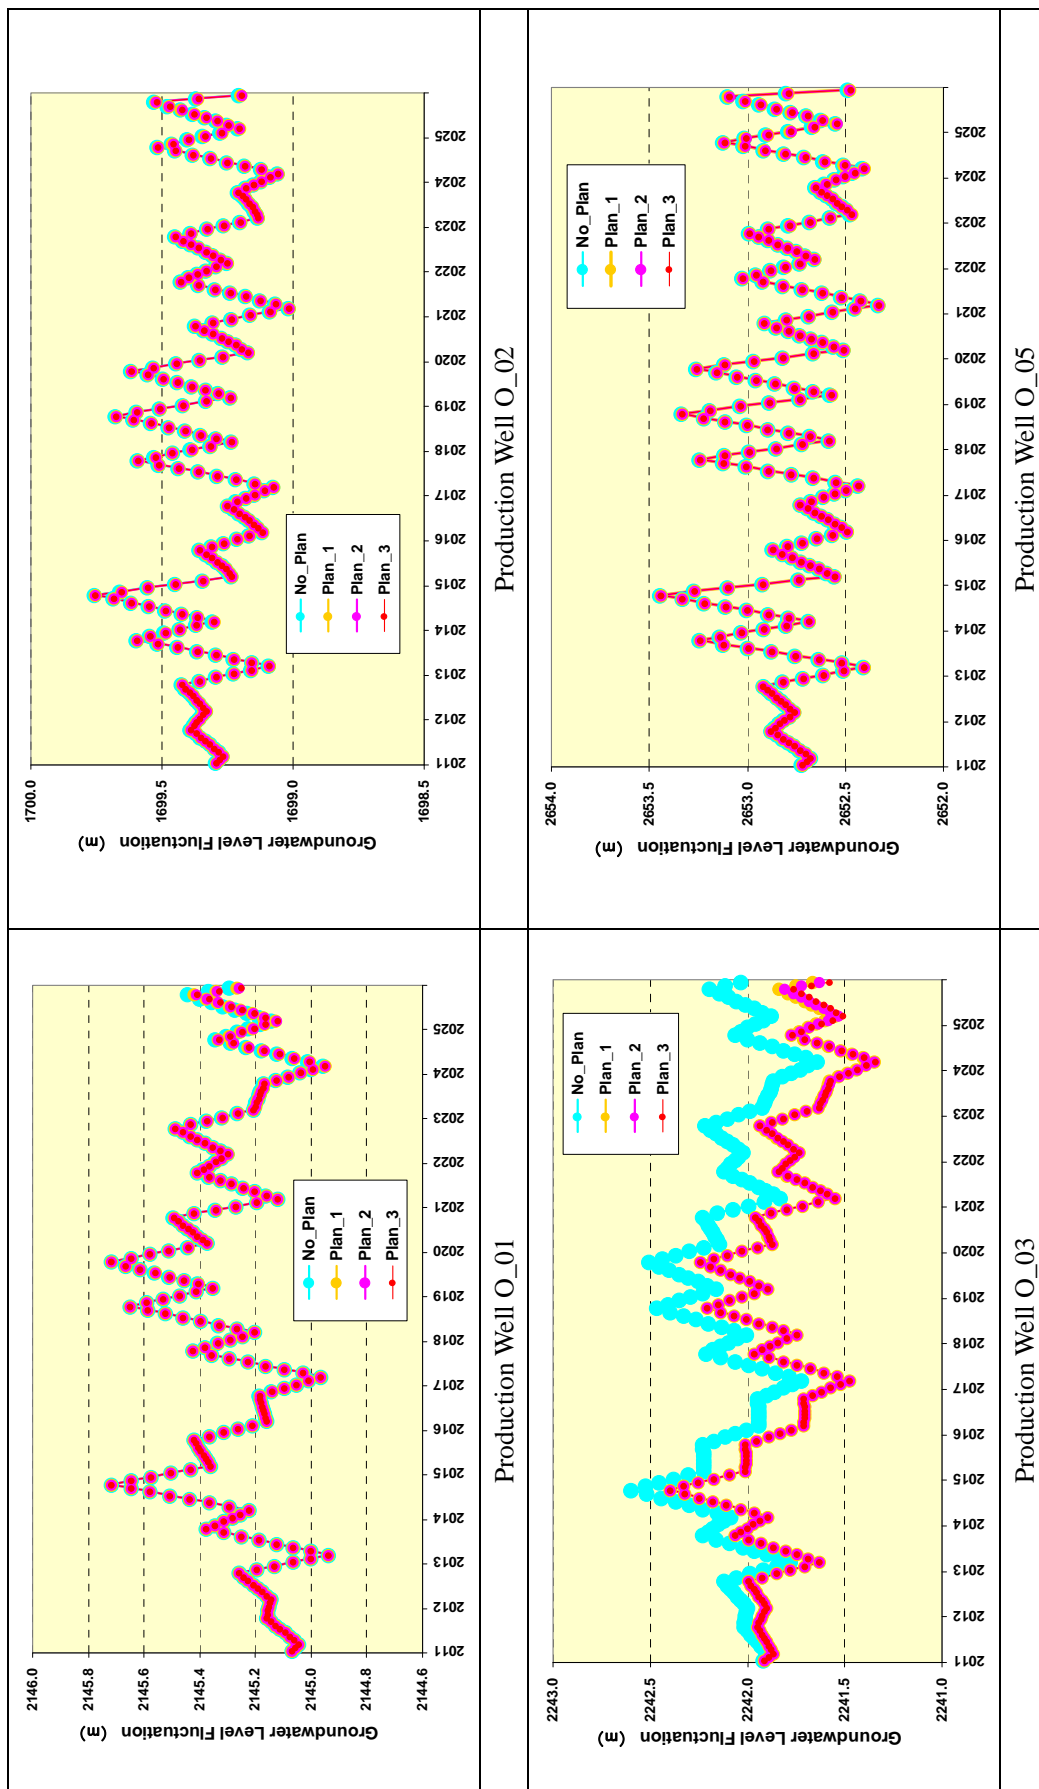 Groundwater Level Fluctuation (m)
2146.0
2145.8
2145.6
2145.4
2145.2
2145.0
2144.8
2144.6
2011 2012 2013 2014 2015 2016 2017 2018 2019 2020 2021 2022 2023 2024 2025
No_Plan
Plan_1
Plan_2
Plan_3
Production Well O_01
Groundwater Level Fluctuation (m)
1700.0
1699.5
1699.0
1698.5
2011 2012 2013 2014 2015 2016 2017 2018 2019 2020 2021 2022 2023 2024 2025
No_Plan
Plan_1
Plan_2
Plan_3
Production Well O_02
Groundwater Level Fluctuation (m)
2243.0
2242.5
2242.0
2241.5
2241.0
2011 2012 2013 2014 2015 2016 2017 2018 2019 2020 2021 2022 2023 2024 2025
No_Plan
Plan_1
Plan_2
Plan_3
Production Well O_03
Groundwater Level Fluctuation (m)
2654.0
2653.5
2653.0
2652.5
2652.0
2011 2012 2013 2014 2015 2016 2017 2018 2019 2020 2021 2022 2023 2024 2025
No_Plan
Plan_1
Plan_2
Plan_3
Production Well O_05